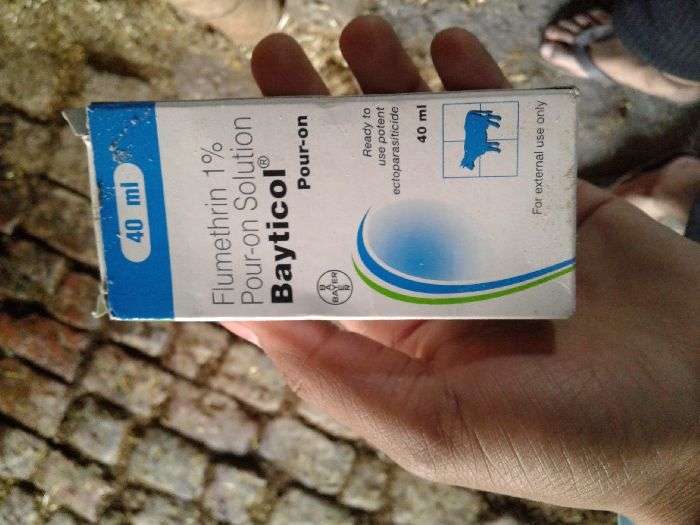 40 ml
Flumethrin 1%
Pour-on Solution
Bayticol®
Pour-on
BAYER
BAYER
Ready to
use potent
ectoparasiticide
40 ml
For external use only